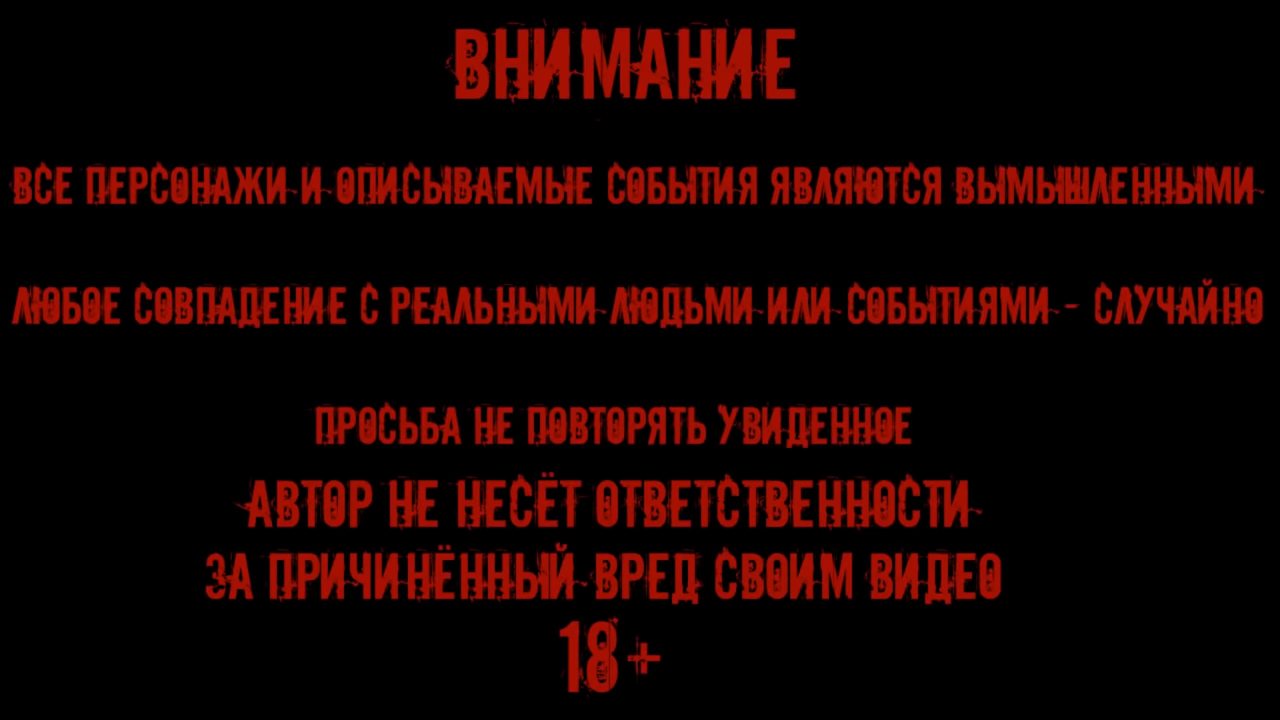 ВНИМАНИЕ
ВСЕ ПЕРСОНАЖИ И ОПИСЫВАЕМЫЕ СОБЫТИЯ ЯВЛЯЮТСЯ ВЫМЫШЛЕННЫМИ
ЛЮБОЕ СОВПАДЕНИЕ С РЕАЛЬНЫМИ ЛЮДЬМИ ИЛИ СОБЫТИЯМИ - СЛУЧАЙНО
ПРОСЬБА НЕ ПОВТОРЯТЬ УВИДЕННОЕ
АВТОР НЕ НЕСЁТ ОТВЕТСТВЕННОСТИ
ЗА ПРИЧИНЁННЫЙ ВРЕД СВОИМ ВИДЕО
18+